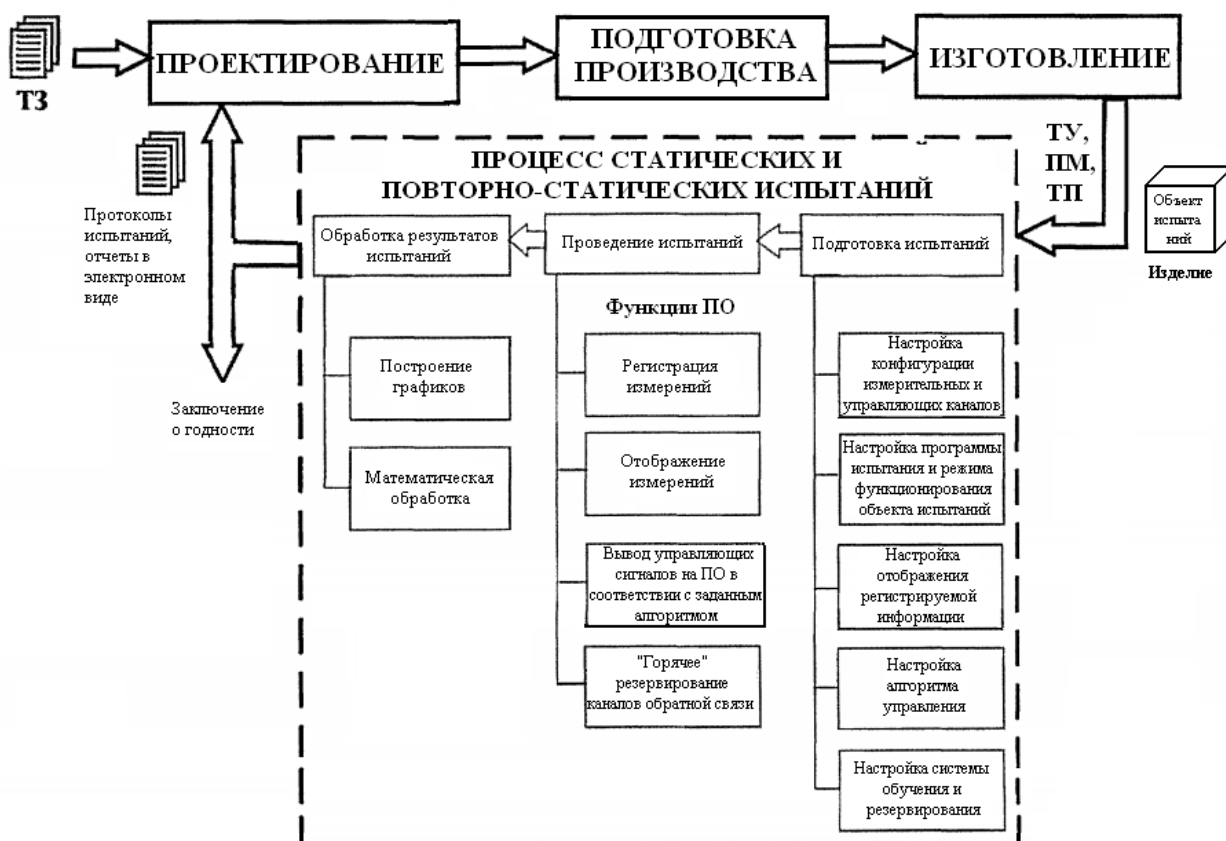 ТЗ
ПРОЕКТИРОВАНИЕ
ПОДГОТОВКА
ПРОИЗВОДСТВА
ИЗГОТОВЛЕНИЕ
ТУ,
ПМ,
ТП
Объект
испыта
ний
Изделие
Протоколы
испытаний,
отчеты в
электронном
виде
Заключение
о годности
ПРОЦЕСС СТАТИЧЕСКИХ И
ПОВТОРНО-СТАТИЧЕСКИХ ИСПЫТАНИЙ
Обработка результатов
испытаний
Проведение испытаний
Подготовка испытаний
Функции ПО
Построение
графиков
Математическая
обработка
Регистрация
измерений
Отображение
измерений
Вывод управляющих
сигналов на ПО в
соответствии с заданным
алгоритмом
"Горячее"
резервирование
каналов обратной связи
Настройка
конфигурации
измерительных и
управляющих каналов
Настройка программы
испытания и режима
функционирования
объекта испытаний
Настройка
отображения
регистрируемой
информации
Настройка
алгоритма
управления
Настройка системы
обучения и
резервирования